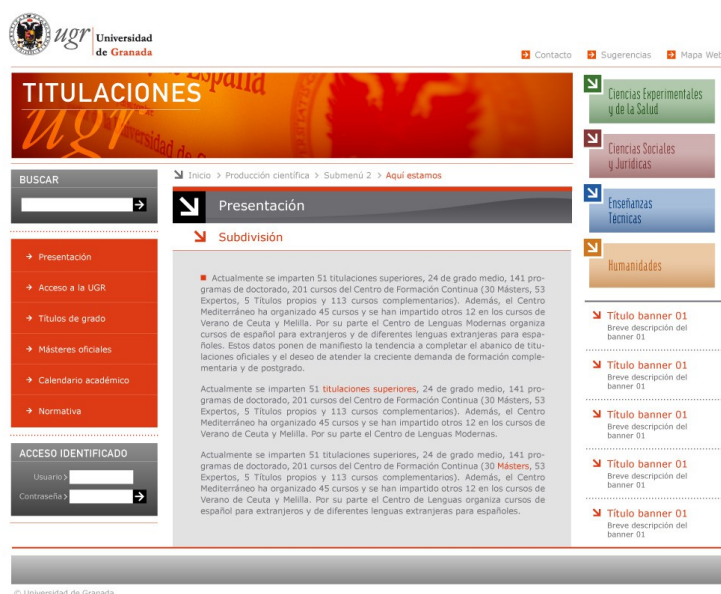 ugr Universidad
de Granada
Contacto Sugerencias Mapa Web
TITULACIONES
ugr
España
Universidad de
Ciencias Experimentales
y de la Salud
Ciencias Sociales
y Jurídicas
Enseñanzas
Técnicas
Humanidades
BUSCAR
Inicio > Producción científica > Submenú 2 > Aquí estamos
Presentación
Subdivisión
Presentación
Acceso a la UGR
Títulos de grado
Másteres oficiales
Calendario académico
Normativa
ACCESO IDENTIFICADO
Usuario >
Contraseña >
Actualmente se imparten 51 titulaciones superiores, 24 de grado medio, 141 pro-
gramas de doctorado, 201 cursos del Centro de Formación Continua (30 Másters, 53
Expertos, 5 Títulos propios y 113 cursos complementarios). Además, el Centro
Mediterráneo ha organizado 45 cursos y se han impartido otros 12 en los cursos de
Verano de Ceuta y Melilla. Por su parte el Centro de Lenguas Modernas organiza
cursos de español para extranjeros y de diferentes lenguas extranjeras para espa-
ñoles. Estos datos ponen de manifiesto la tendencia a completar el abanico de titu-
laciones oficiales y el deseo de atender la creciente demanda de formación comple-
mentaria y de postgrado.
Actualmente se imparten 51 titulaciones superiores, 24 de grado medio, 141 pro-
gramas de doctorado, 201 cursos del Centro de Formación Continua (30 Másters, 53
Expertos, 5 Títulos propios y 113 cursos complementarios). Además, el Centro
Mediterráneo ha organizado 45 cursos y se han impartido otros 12 en los cursos de
Verano de Ceuta y Melilla. Por su parte el Centro de Lenguas Modernas.
Actualmente se imparten 51 titulaciones superiores, 24 de grado medio, 141 pro-
gramas de doctorado, 201 cursos del Centro de Formación Continua (30 Másters, 53
Expertos, 5 Títulos propios y 113 cursos complementarios). Además, el Centro
Mediterráneo ha organizado 45 cursos y se han impartido otros 12 en los cursos de
Verano de Ceuta y Melilla. Por su parte el Centro de Lenguas organiza cursos de
español para extranjeros y de diferentes lenguas extranjeras para españoles.
Título banner 01
Breve descripción del
banner 01
Título banner 01
Breve descripción del
banner 01
Título banner 01
Breve descripción del
banner 01
Título banner 01
Breve descripción del
banner 01
Título banner 01
Breve descripción del
banner 01
© Universidad de Granada